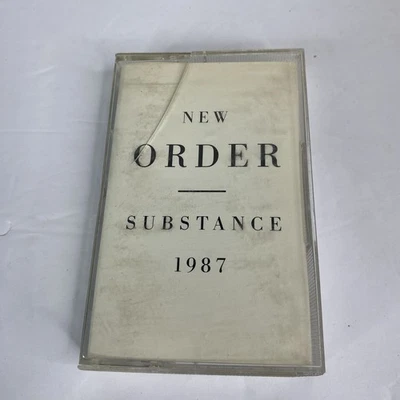 NEW
ORDER
SUBSTANCE
1987